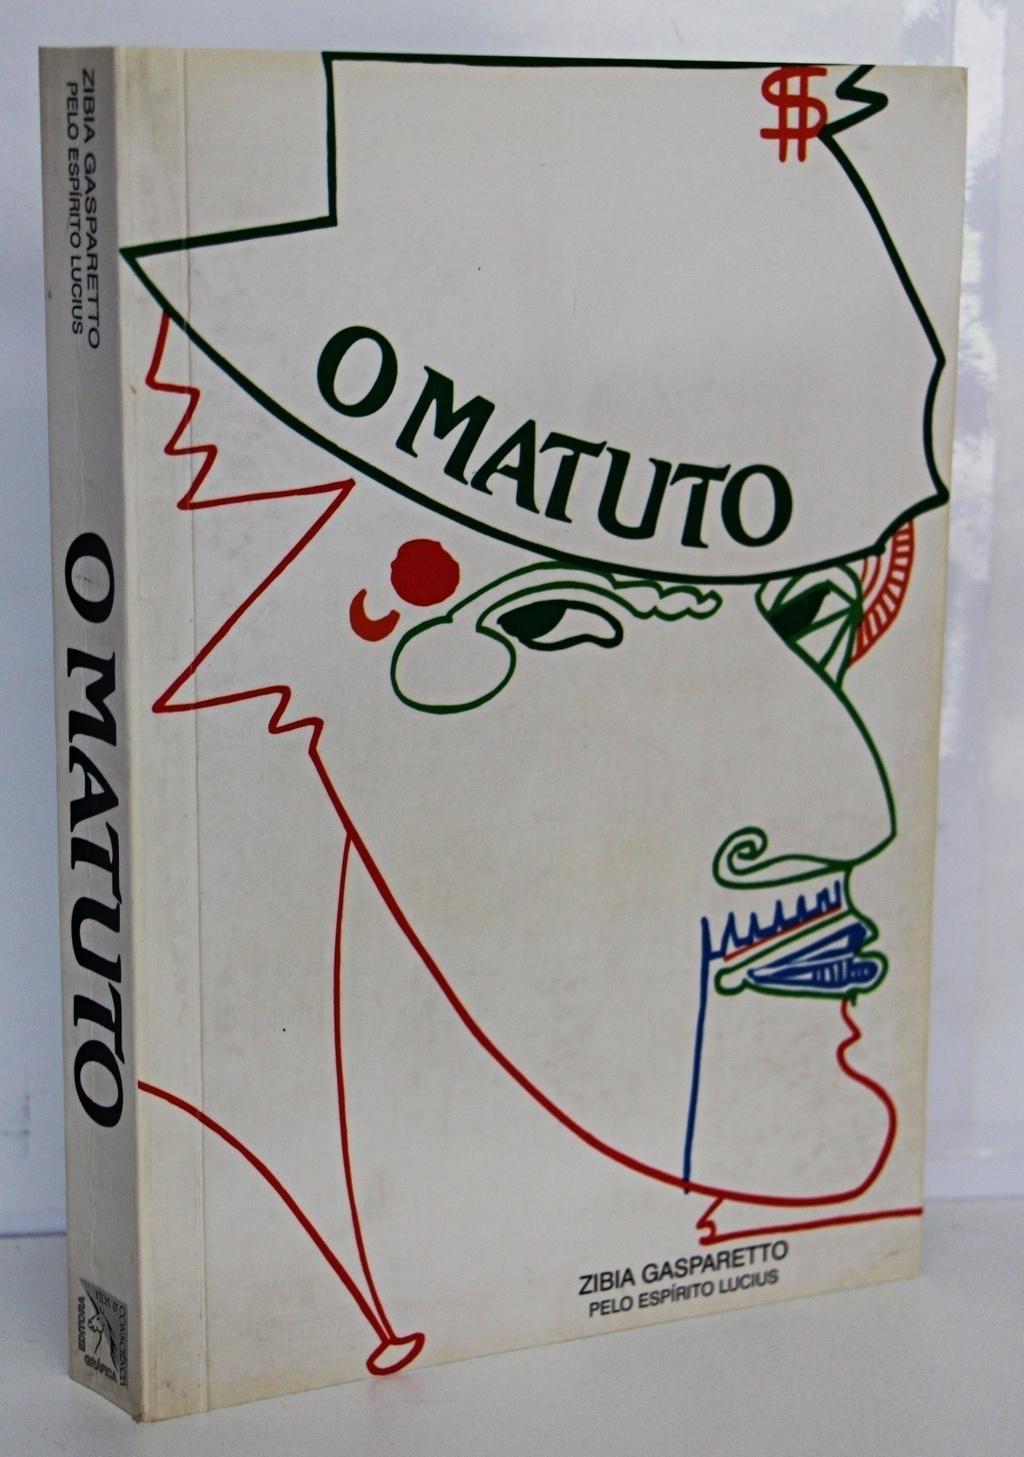 ZIBIA GASPARETTO
PELO ESPÍRITO LUCIUS
O MATUTO
$
O MATUTO
ZIBIA GASPARETTO
PELO ESPÍRITO LUCIUS